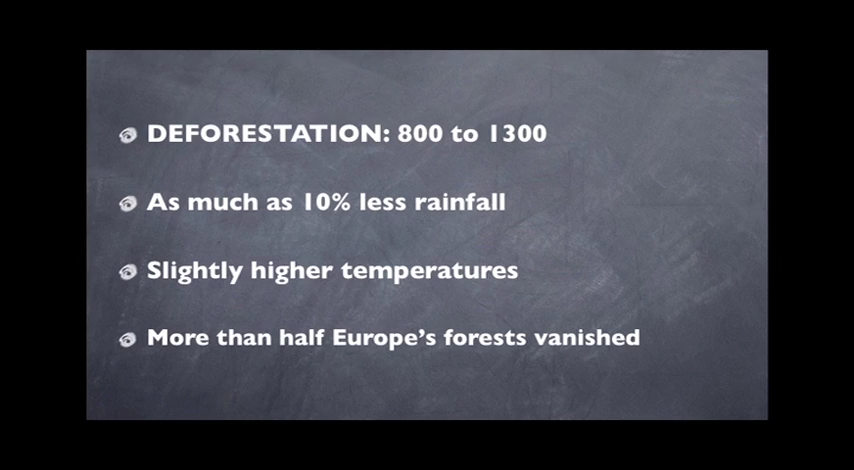 DEFORESTATION: 800 to 1300
As much as 10% less rainfall
Slightly higher temperatures
More than half Europe’s forests vanished